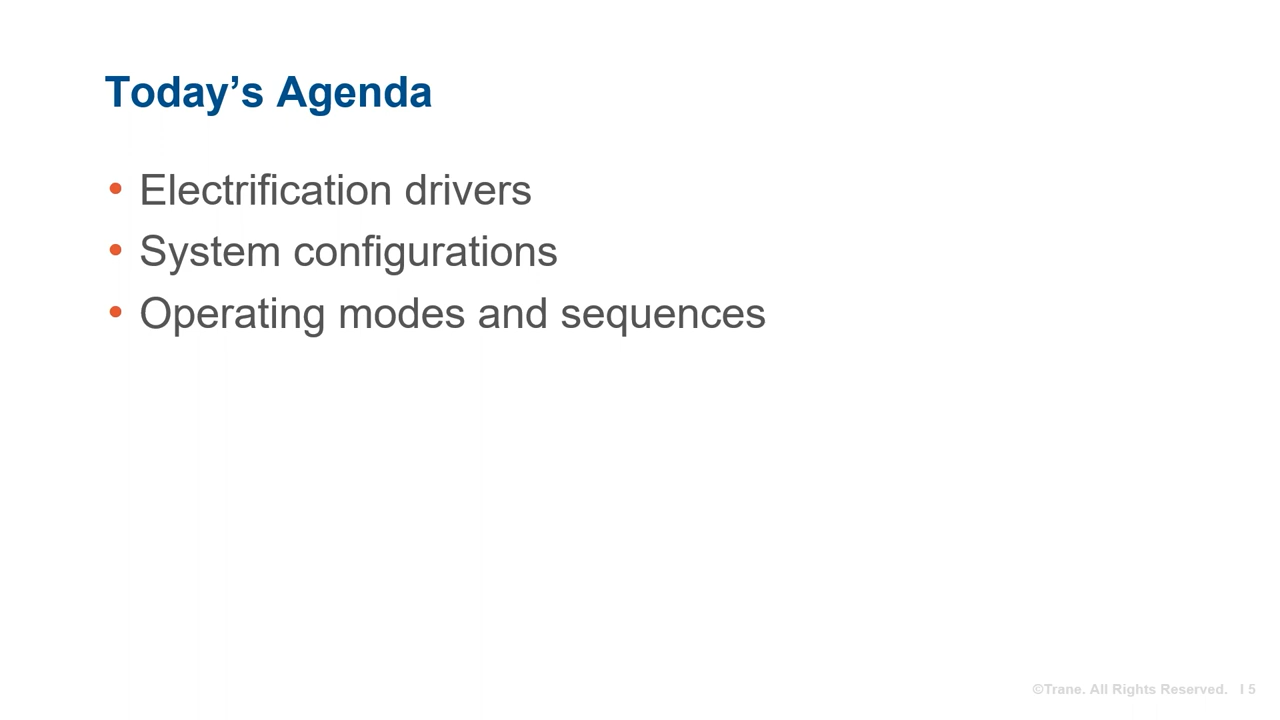 Today’s Agenda
• Electrification drivers
• System configurations
• Operating modes and sequences
©Trane. All Rights Reserved. I 5